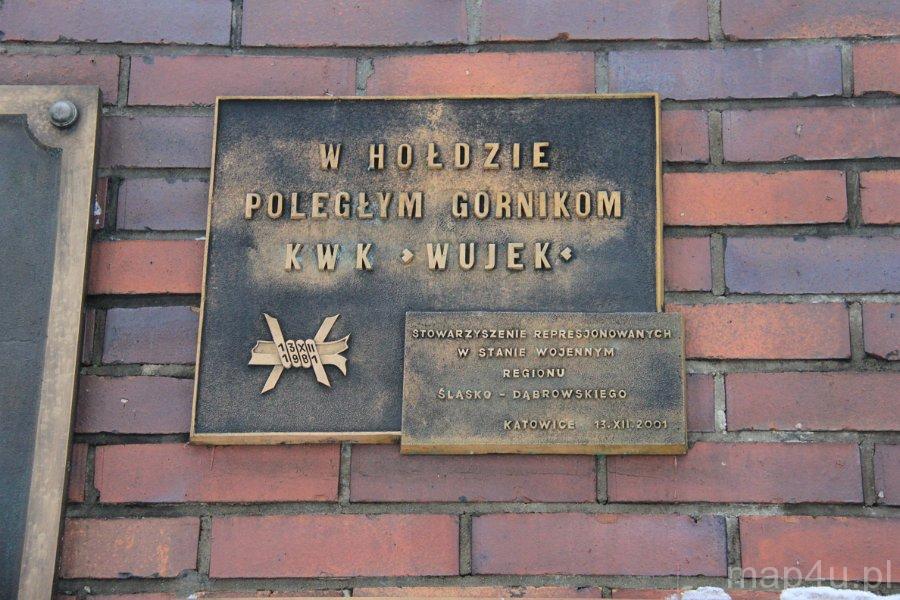 W HOŁDZIE
POLEGŁYM GÓRNIKOM
KWK »WUJEK«
13 XII
1981
STOWARZYSZENIE REPRESJONOWANYCH
W STANIE WOJENNYM
REGIONU
ŚLĄSKO - DĄBROWSKIEGO
KATOWICE 13.XII.2001
map4u.pl